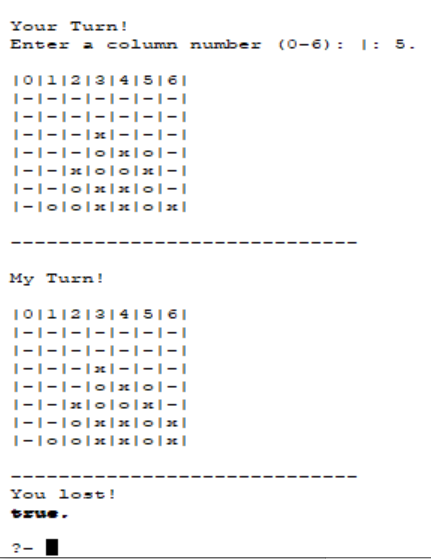 Your Turn!
Enter a column number (0-6): |: 5.
|0|1|2|3|4|5|6|
|-|-|-|-|-|-|-|
|-|-|-|-|-|-|-|
|-|-|-|x|-|-|-|
|-|-|-|o|x|o|-|
|-|-|x|o|o|x|-|
|-|-|o|x|x|o|-|
|-|o|o|x|x|o|x|
-----------------------------
My Turn!
|0|1|2|3|4|5|6|
|-|-|-|-|-|-|-|
|-|-|-|-|-|-|-|
|-|-|-|x|-|-|-|
|-|-|-|o|x|o|-|
|-|-|x|o|o|x|-|
|-|-|o|x|x|o|x|
|-|o|o|x|x|o|x|
-----------------------------
You lost!
true.
?-